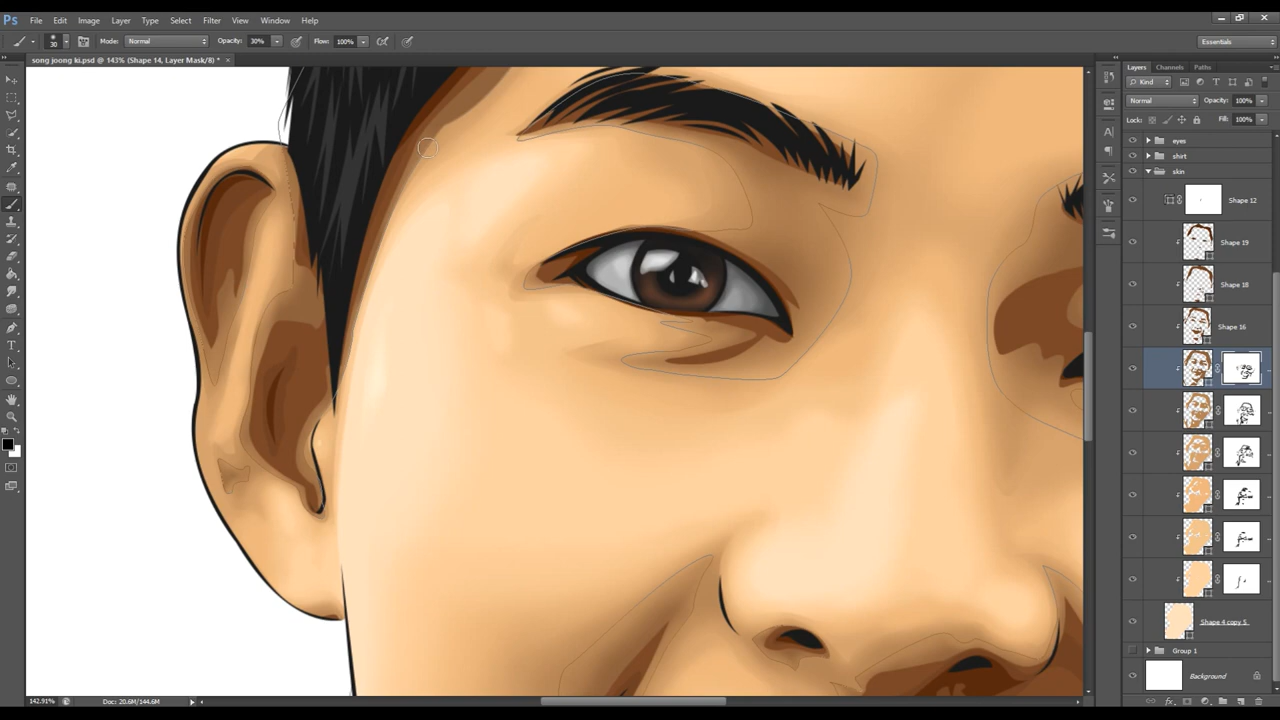 Ps File Edit Image Layer Type Select Filter View Window Help
30 Mode: Normal Opacity: 30% Flow: 100% Essentials
song joong ki.psd @ 143% (Shape 14, Layer Mask/8) * ×
Layers Channels Paths
Kind
Normal Opacity: 100%
Lock: Fill: 100%
eyes
shirt
skin
Shape 12
Shape 19
Shape 18
Shape 16
Shape 4 copy 5
Group 1
Background
142.91% Doc: 20.6M/144.6M